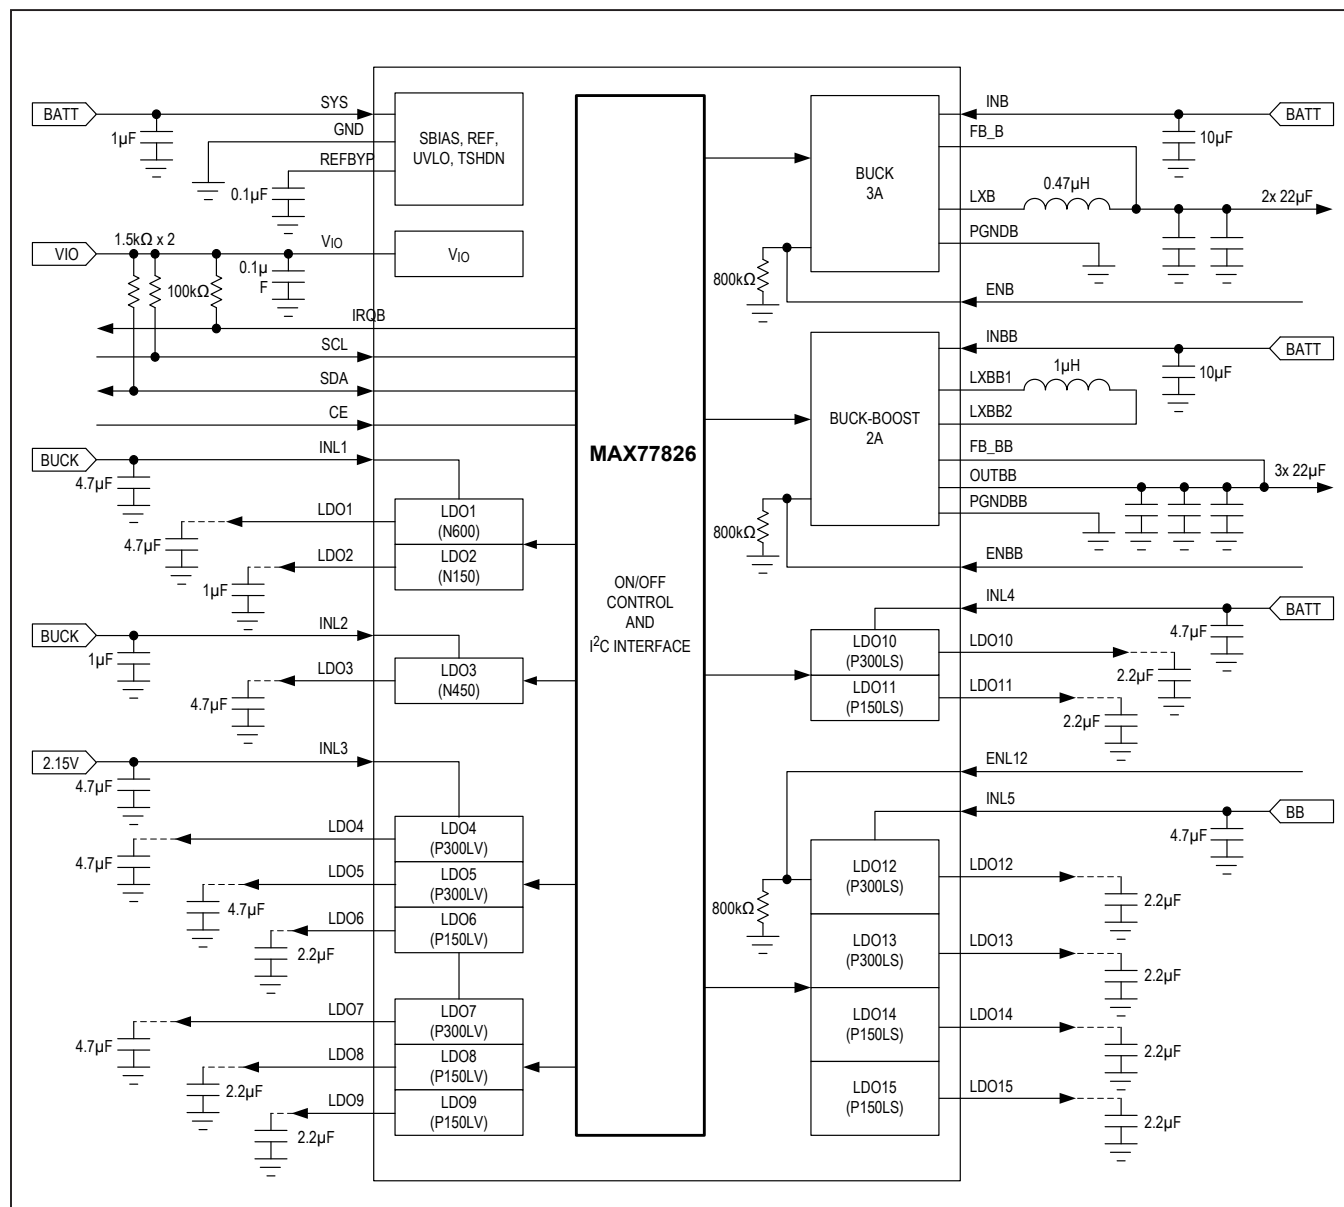 BATT
SYS
1µF
GND
REFBYP
0.1µF
SBIAS, REF,
UVLO, TSHDN
VIO
1.5kΩ x 2
VIO
0.1µ
F
VIO
100kΩ
IRQB
SCL
SDA
CE
BUCK
INL1
4.7µF
LDO1
4.7µF
LDO1
(N600)
LDO2
1µF
LDO2
(N150)
BUCK
INL2
1µF
LDO3
4.7µF
LDO3
(N450)
2.15V
INL3
4.7µF
LDO4
4.7µF
LDO4
(P300LV)
LDO5
4.7µF
LDO5
(P300LV)
LDO6
2.2µF
LDO6
(P150LV)
LDO7
4.7µF
LDO7
(P300LV)
LDO8
2.2µF
LDO8
(P150LV)
LDO9
2.2µF
LDO9
(P150LV)
MAX77826
ON/OFF
CONTROL
AND
I2C INTERFACE
BUCK
3A
INB
BATT
10µF
FB_B
0.47µH
LXB
2x 22µF
PGNDB
800kΩ
ENB
BUCK-BOOST
2A
INBB
BATT
10µF
LXBB1
1µH
LXBB2
FB_BB
OUTBB
3x 22µF
PGNDBB
800kΩ
ENBB
INL4
BATT
4.7µF
LDO10
(P300LS)
LDO10
2.2µF
LDO11
(P150LS)
LDO11
2.2µF
ENL12
INL5
BB
4.7µF
800kΩ
LDO12
(P300LS)
LDO12
2.2µF
LDO13
(P300LS)
LDO13
2.2µF
LDO14
(P150LS)
LDO14
2.2µF
LDO15
(P150LS)
LDO15
2.2µF